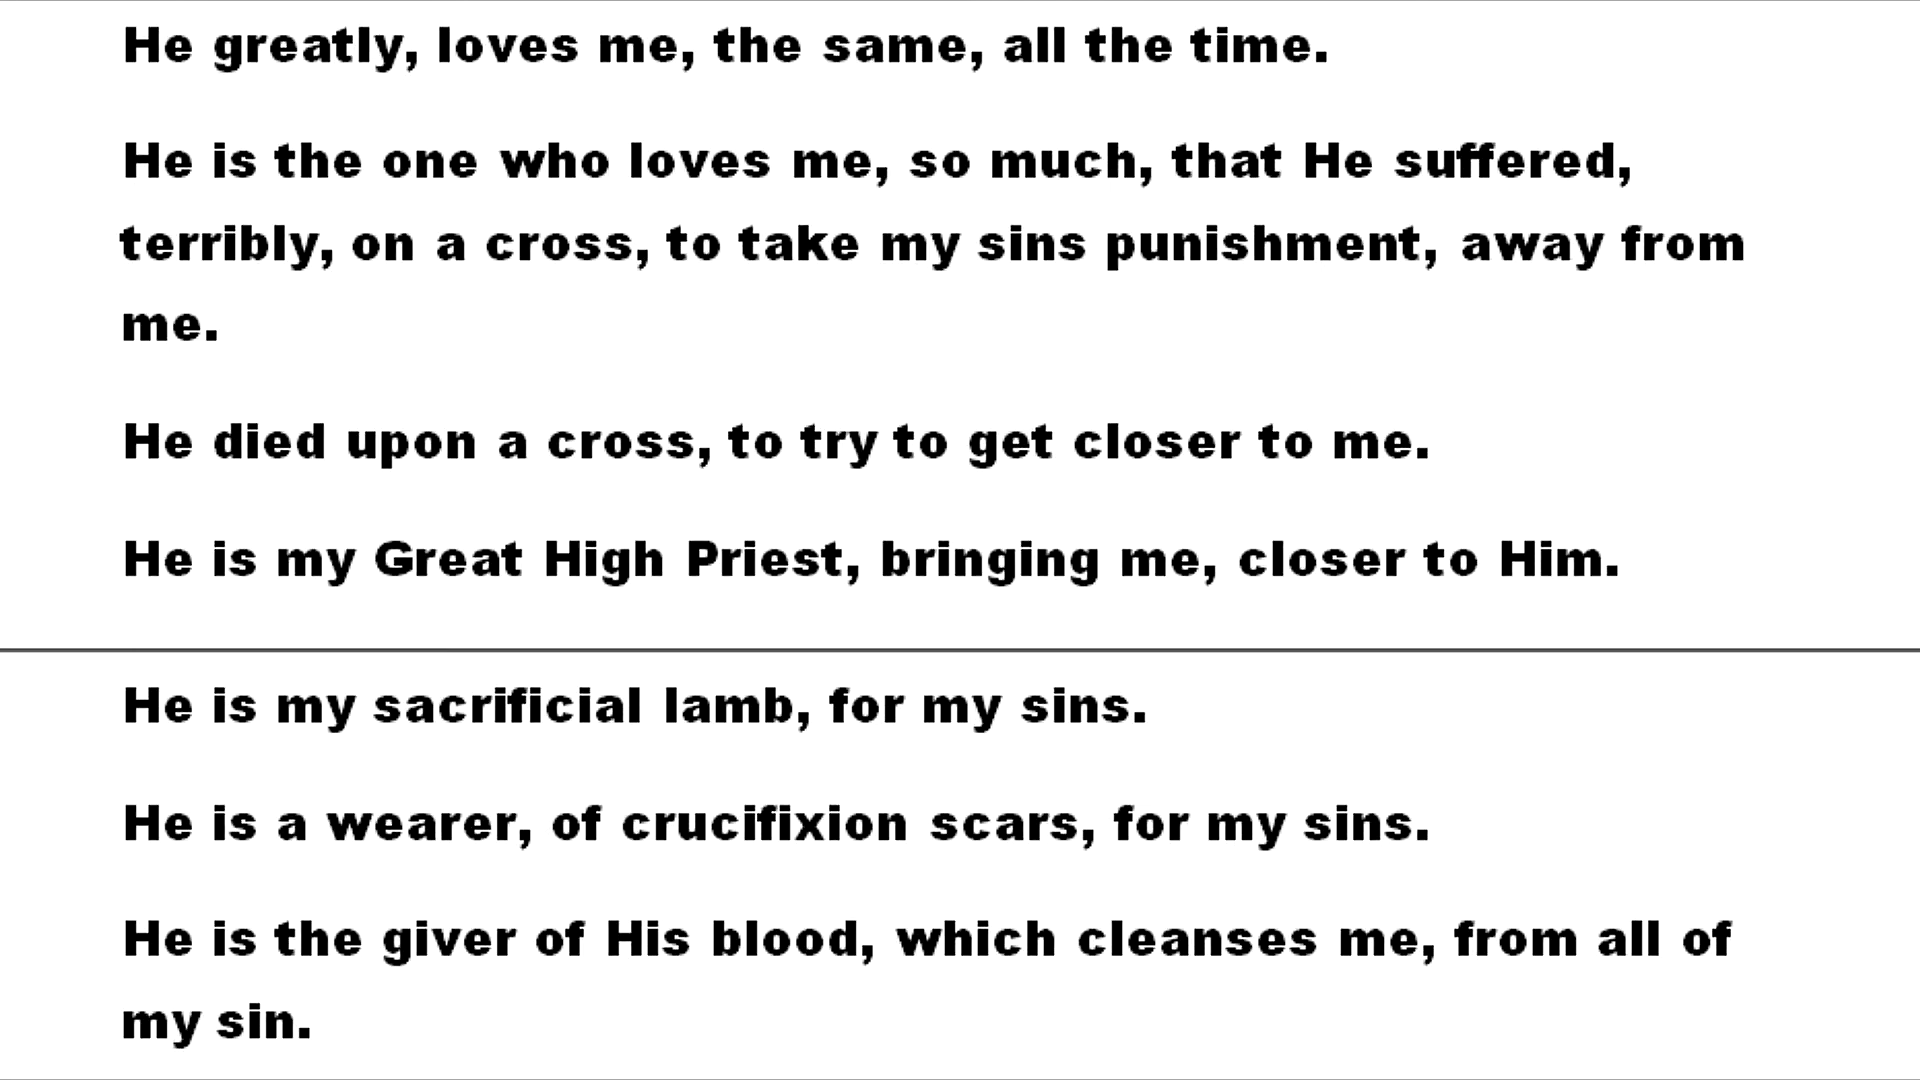 He greatly, loves me, the same, all the time.
He is the one who loves me, so much, that He suffered,
terribly, on a cross, to take my sins punishment, away from
me.
He died upon a cross, to try to get closer to me.
He is my Great High Priest, bringing me, closer to Him.
He is my sacrificial lamb, for my sins.
He is a wearer, of crucifixion scars, for my sins.
He is the giver of His blood, which cleanses me, from all of
my sin.